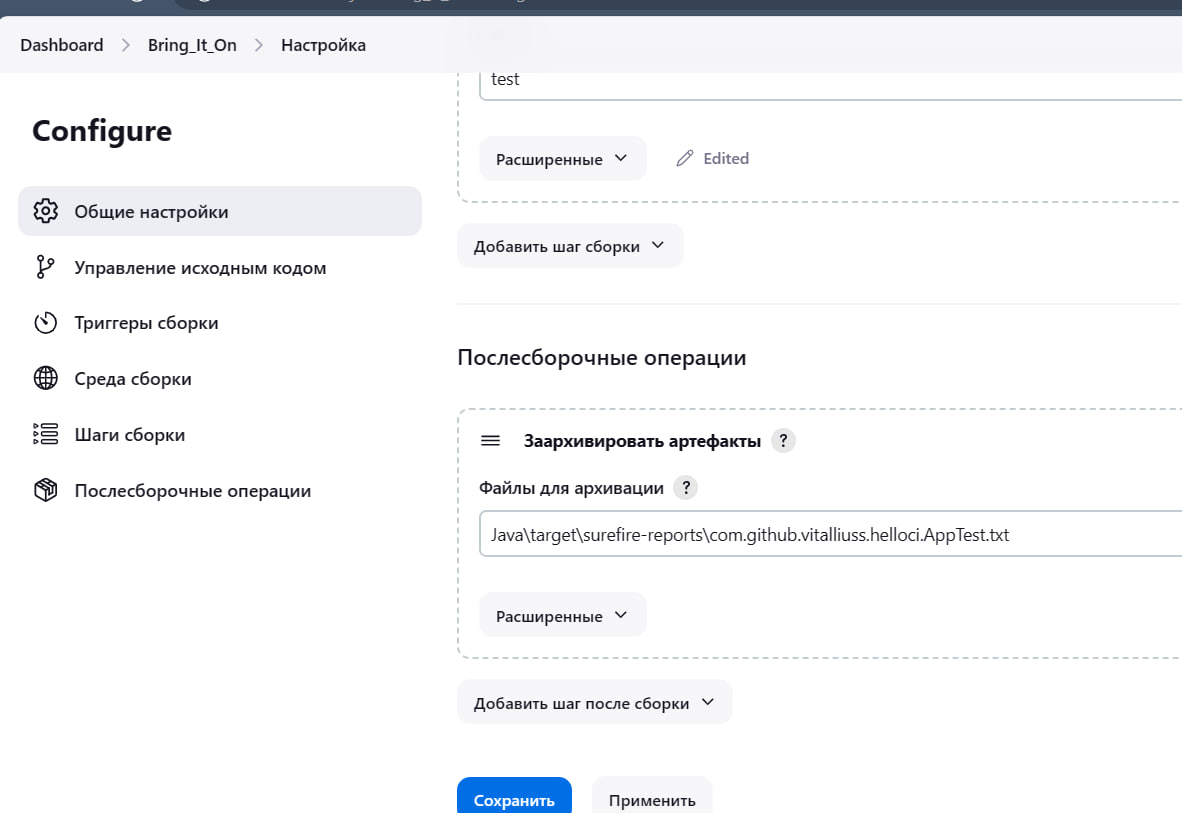 Dashboard > Bring_It_On > Настройка
Configure
Общие настройки
Управление исходным кодом
Триггеры сборки
Среда сборки
Шаги сборки
Послесборочные операции
test
Расширенные
Edited
Добавить шаг сборки
Послесборочные операции
Заархивировать артефакты ?
Файлы для архивации ?
Java\target\surefire-reports\com.github.vitalliuss.helloci.AppTest.txt
Расширенные
Добавить шаг после сборки
Сохранить
Применить